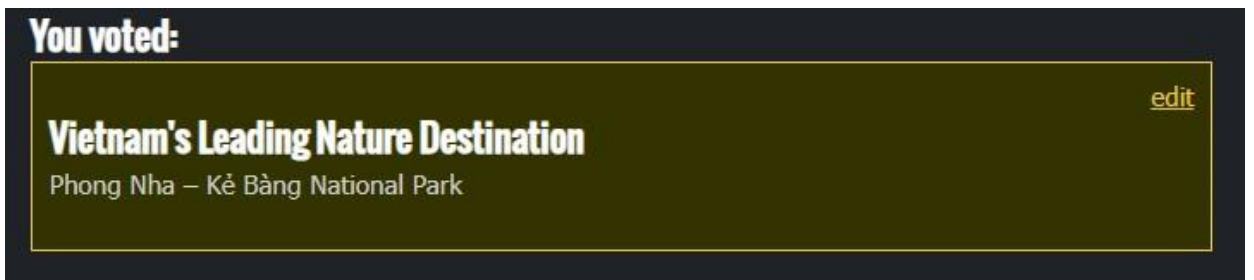 You voted:
edit
Vietnam's Leading Nature Destination
Phong Nha – Kẻ Bàng National Park